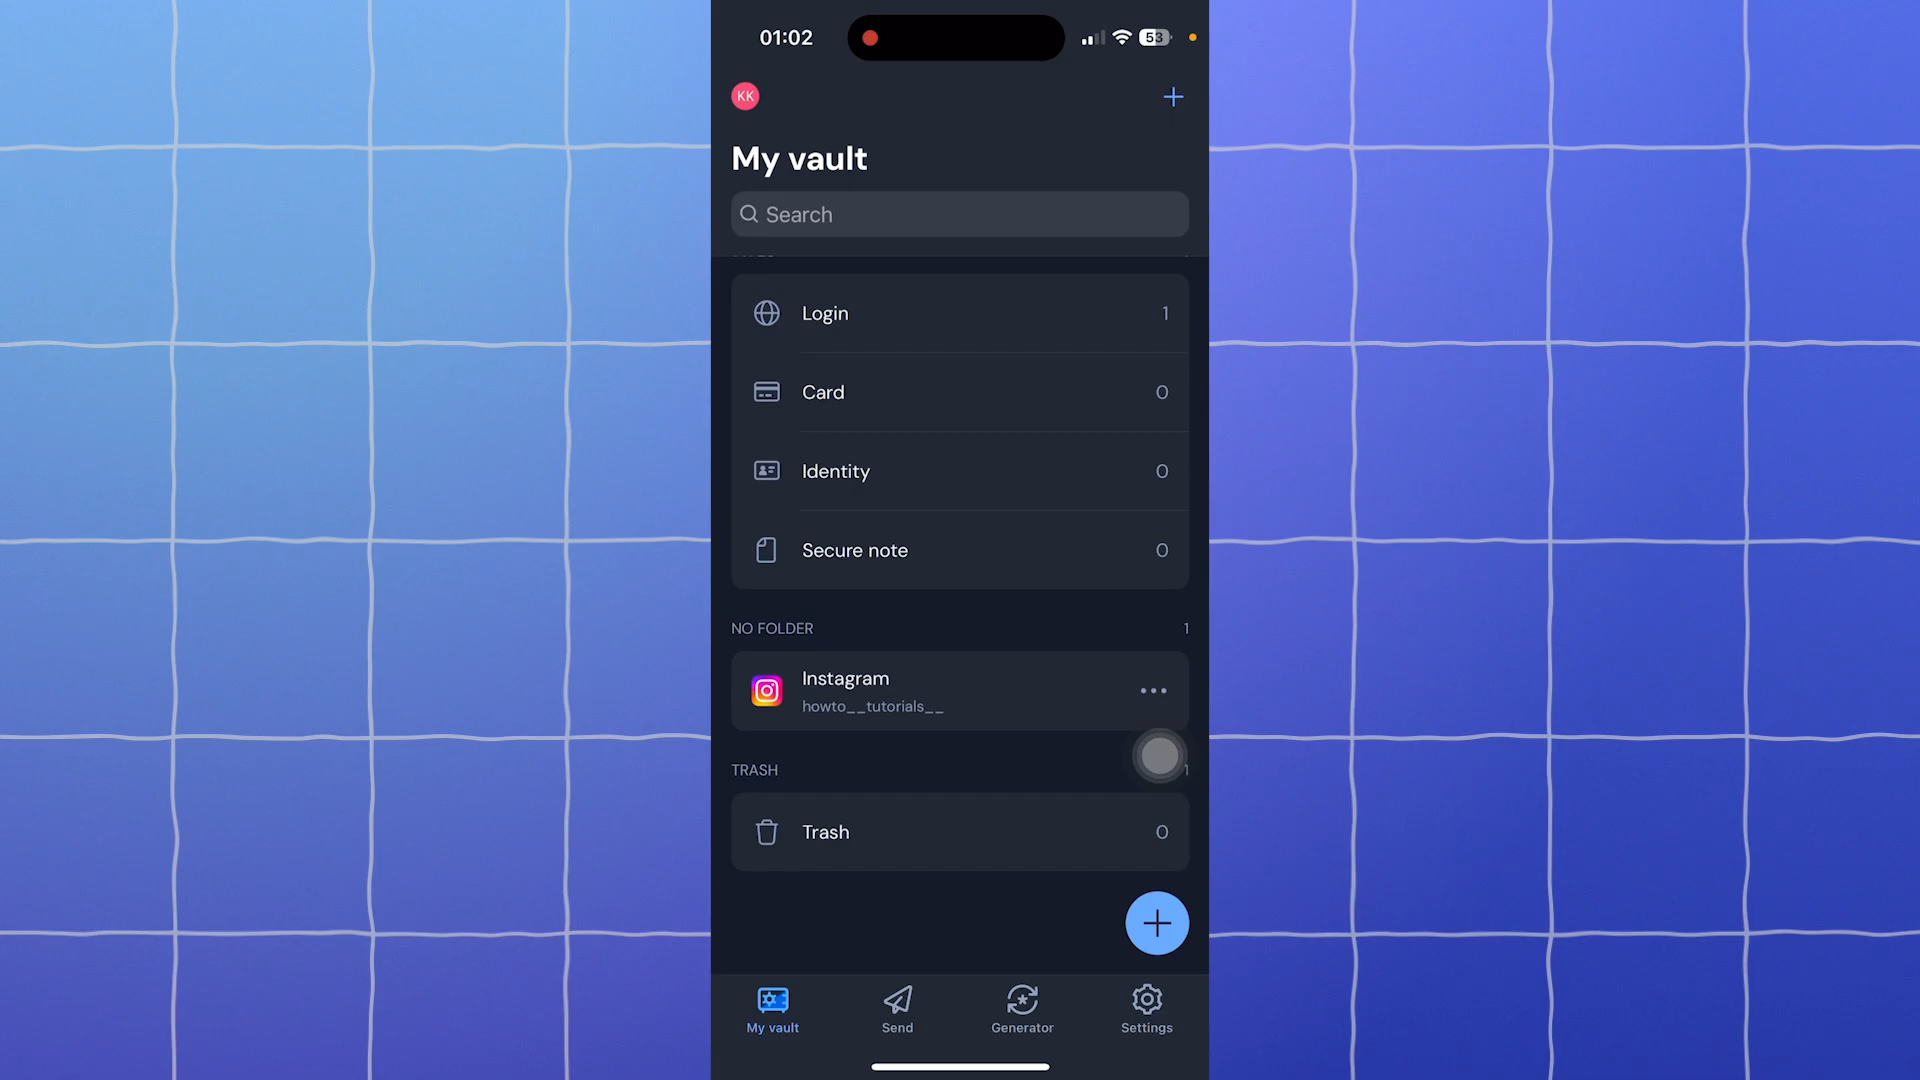 01:02
53
KK
My vault
Search
Login 1
Card 0
Identity 0
Secure note 0
NO FOLDER 1
Instagram
howto__tutorials__
TRASH 1
Trash 0
My vault
Send
Generator
Settings